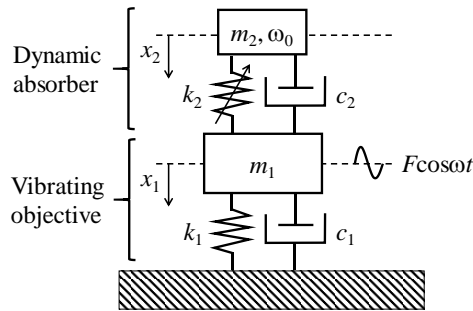 Dynamic
absorber
x₂
m₂, ω₀
k₂
c₂
Vibrating
objective
x₁
m₁
Fcosωt
k₁
c₁